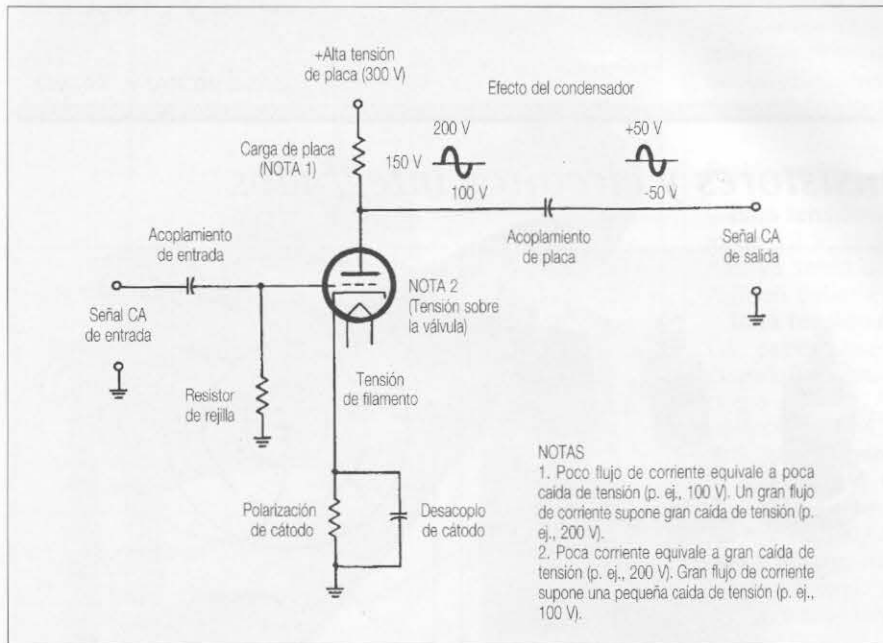 +Alta tensión
de placa (300 V)
Efecto del condensador
Carga de placa
(NOTA 1)
200 V
150 V
100 V
+50 V
-50 V
Acoplamiento
de entrada
Acoplamiento
de placa
Señal CA
de salida
NOTA 2
(Tensión sobre
la válvula)
Señal CA
de entrada
Tensión
de filamento
Resistor
de rejilla
Polarización
de cátodo
Desacoplo
de cátodo
NOTAS
1. Poco flujo de corriente equivale a poca
caída de tensión (p. ej., 100 V). Un gran flujo
de corriente supone gran caída de tensión (p.
ej., 200 V).
2. Poca corriente equivale a gran caída de
tensión (p. ej., 200 V). Gran flujo de corriente
supone una pequeña caída de tensión (p. ej.,
100 V).